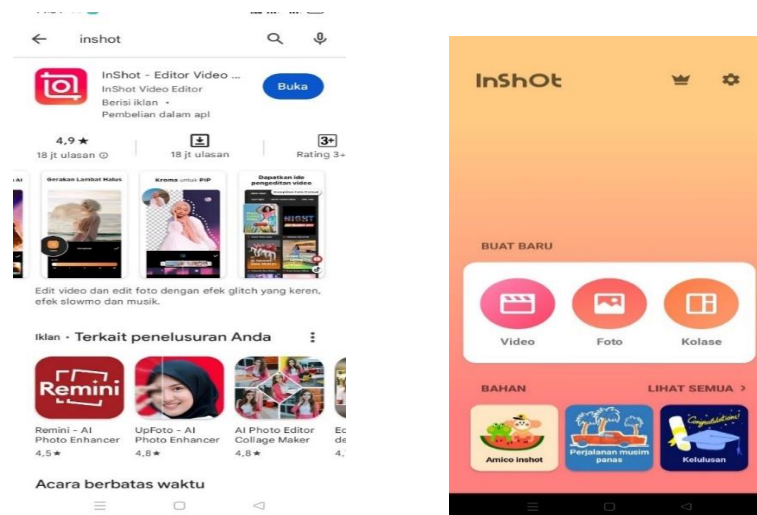 inshot
InShot - Editor Video ...
InShot Video Editor
Berisi iklan •
Pembelian dalam apl
Buka
4,9 ★
18 jt ulasan
18 jt ulasan
3+
Rating 3+
AI
Gerakan Lambat Halus
Kroma untuk PIP
Dapatkan ide
pengeditan video
NIGHT
Edit video dan edit foto dengan efek glitch yang keren,
efek slowmo dan musik.
Iklan • Terkait penelusuran Anda
Remini
Remini - AI
Photo Enhancer
4,5★
UpFoto - AI
Photo Enhancer
4,8★
AI Photo Editor
Collage Maker
4,8★
4,
Acara berbatas waktu
InShOt
BUAT BARU
Video
Foto
Kolase
BAHAN
LIHAT SEMUA >
Amico inshot
Perjalanan musim
panas
Congratulations!
Kelulusan